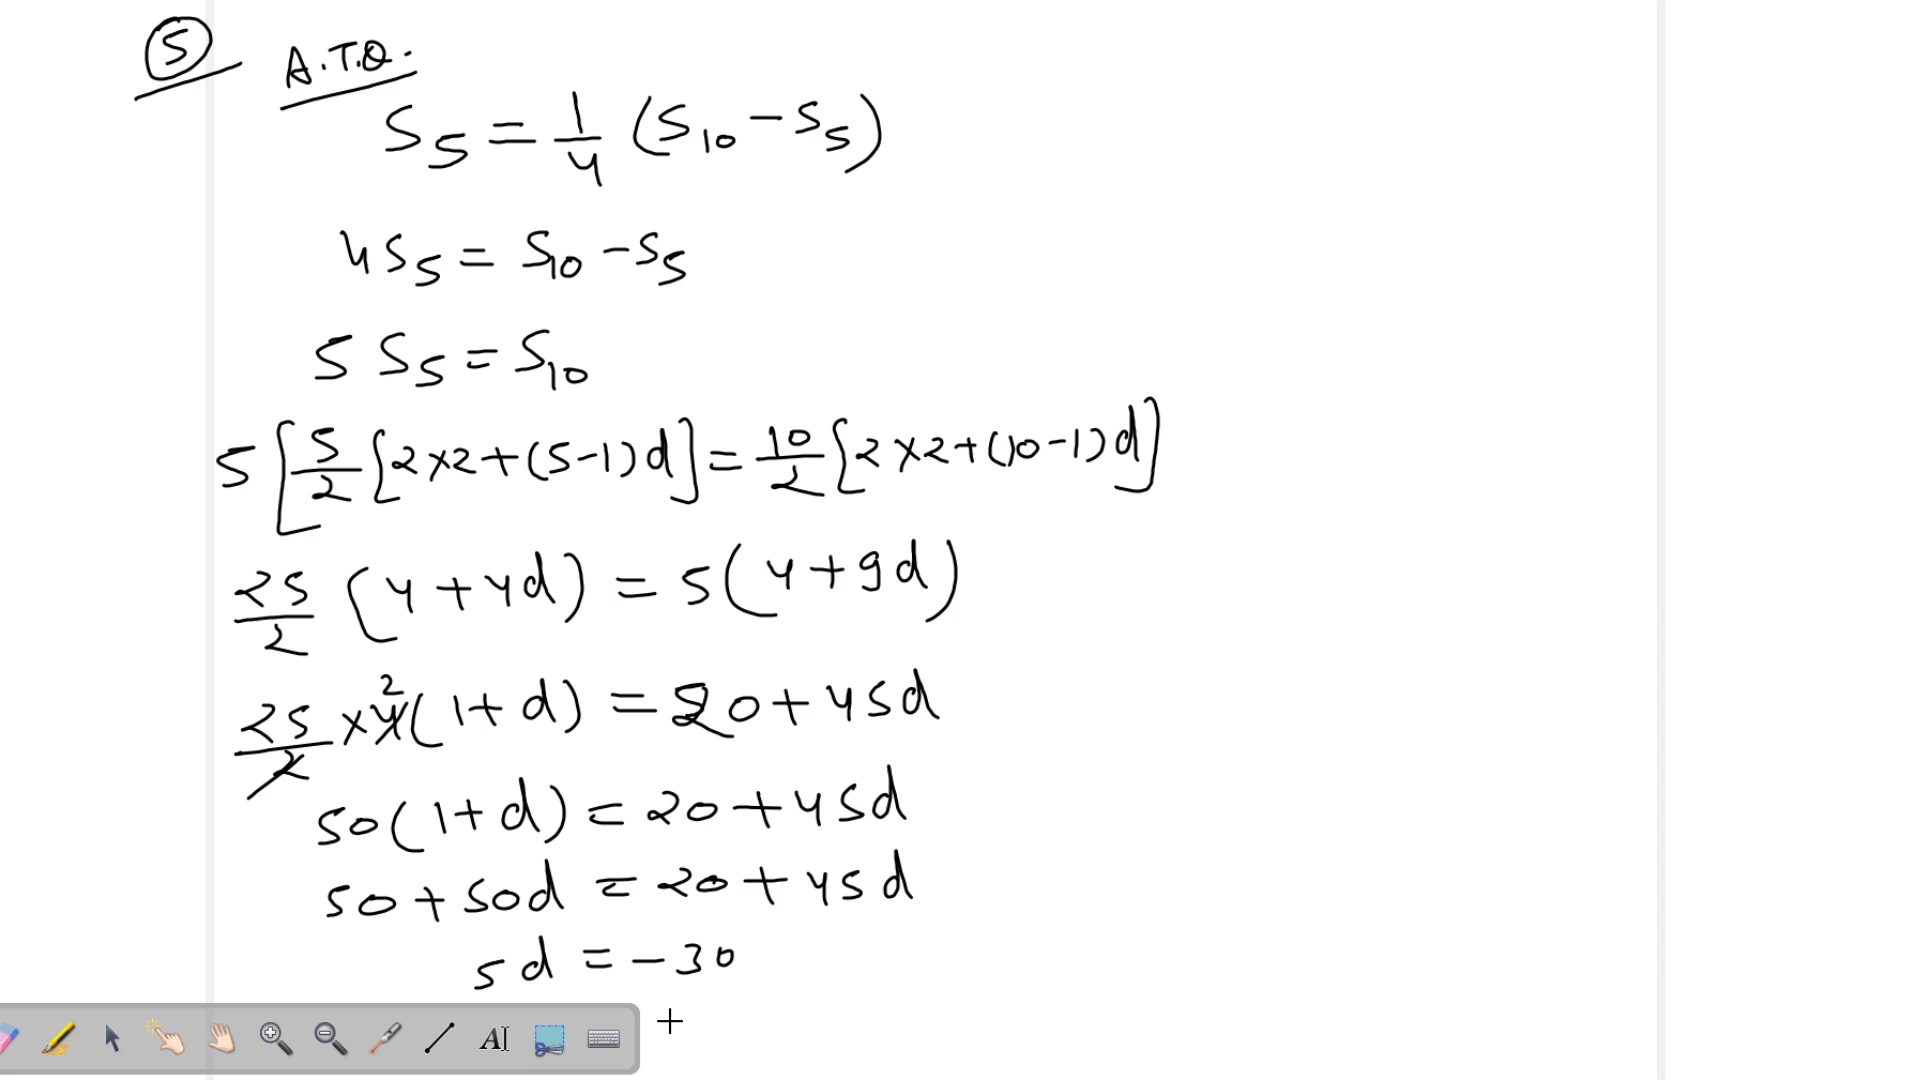 5 A.T.Q.
S₅ = 1/4 (S₁₀ - S₅)
4S₅ = S₁₀ - S₅
5 S₅ = S₁₀
5 [5/2 [2×2+(5-1)d] = 10/2 [2×2+(10-1)d]
25/2 (4+4d) = 5(4+9d)
25/2 × 4 2 (1+d) = 20+45d
50(1+d) = 20+45d
50+50d = 20+45d
5d = -30
AI